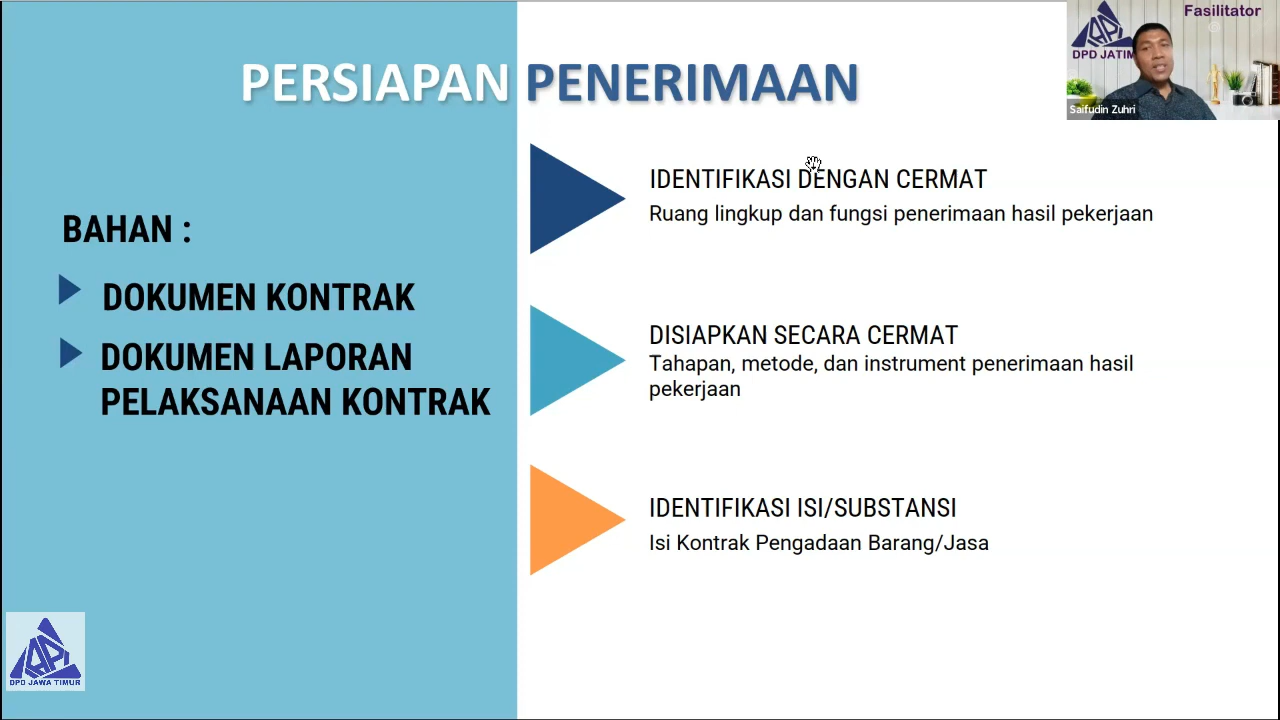 PERSIAPAN PENERIMAAN
Fasilitator
IAPI
DPD JATIM
Saifudin Zuhri
BAHAN :
DOKUMEN KONTRAK
DOKUMEN LAPORAN
PELAKSANAAN KONTRAK
IDENTIFIKASI DENGAN CERMAT
Ruang lingkup dan fungsi penerimaan hasil pekerjaan
DISIAPKAN SECARA CERMAT
Tahapan, metode, dan instrument penerimaan hasil
pekerjaan
IDENTIFIKASI ISI/SUBSTANSI
Isi Kontrak Pengadaan Barang/Jasa
IAPI
DPD JAWA TIMUR